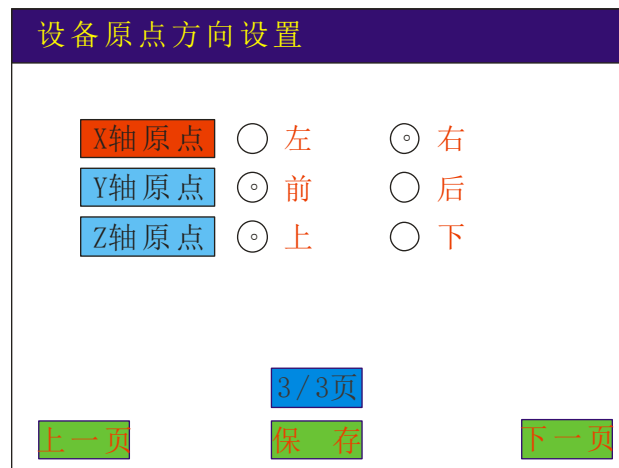 设备原点方向设置
X轴原点 左 右
Y轴原点 前 后
Z轴原点 上 下
3/3页
上一页 保 存 下一页